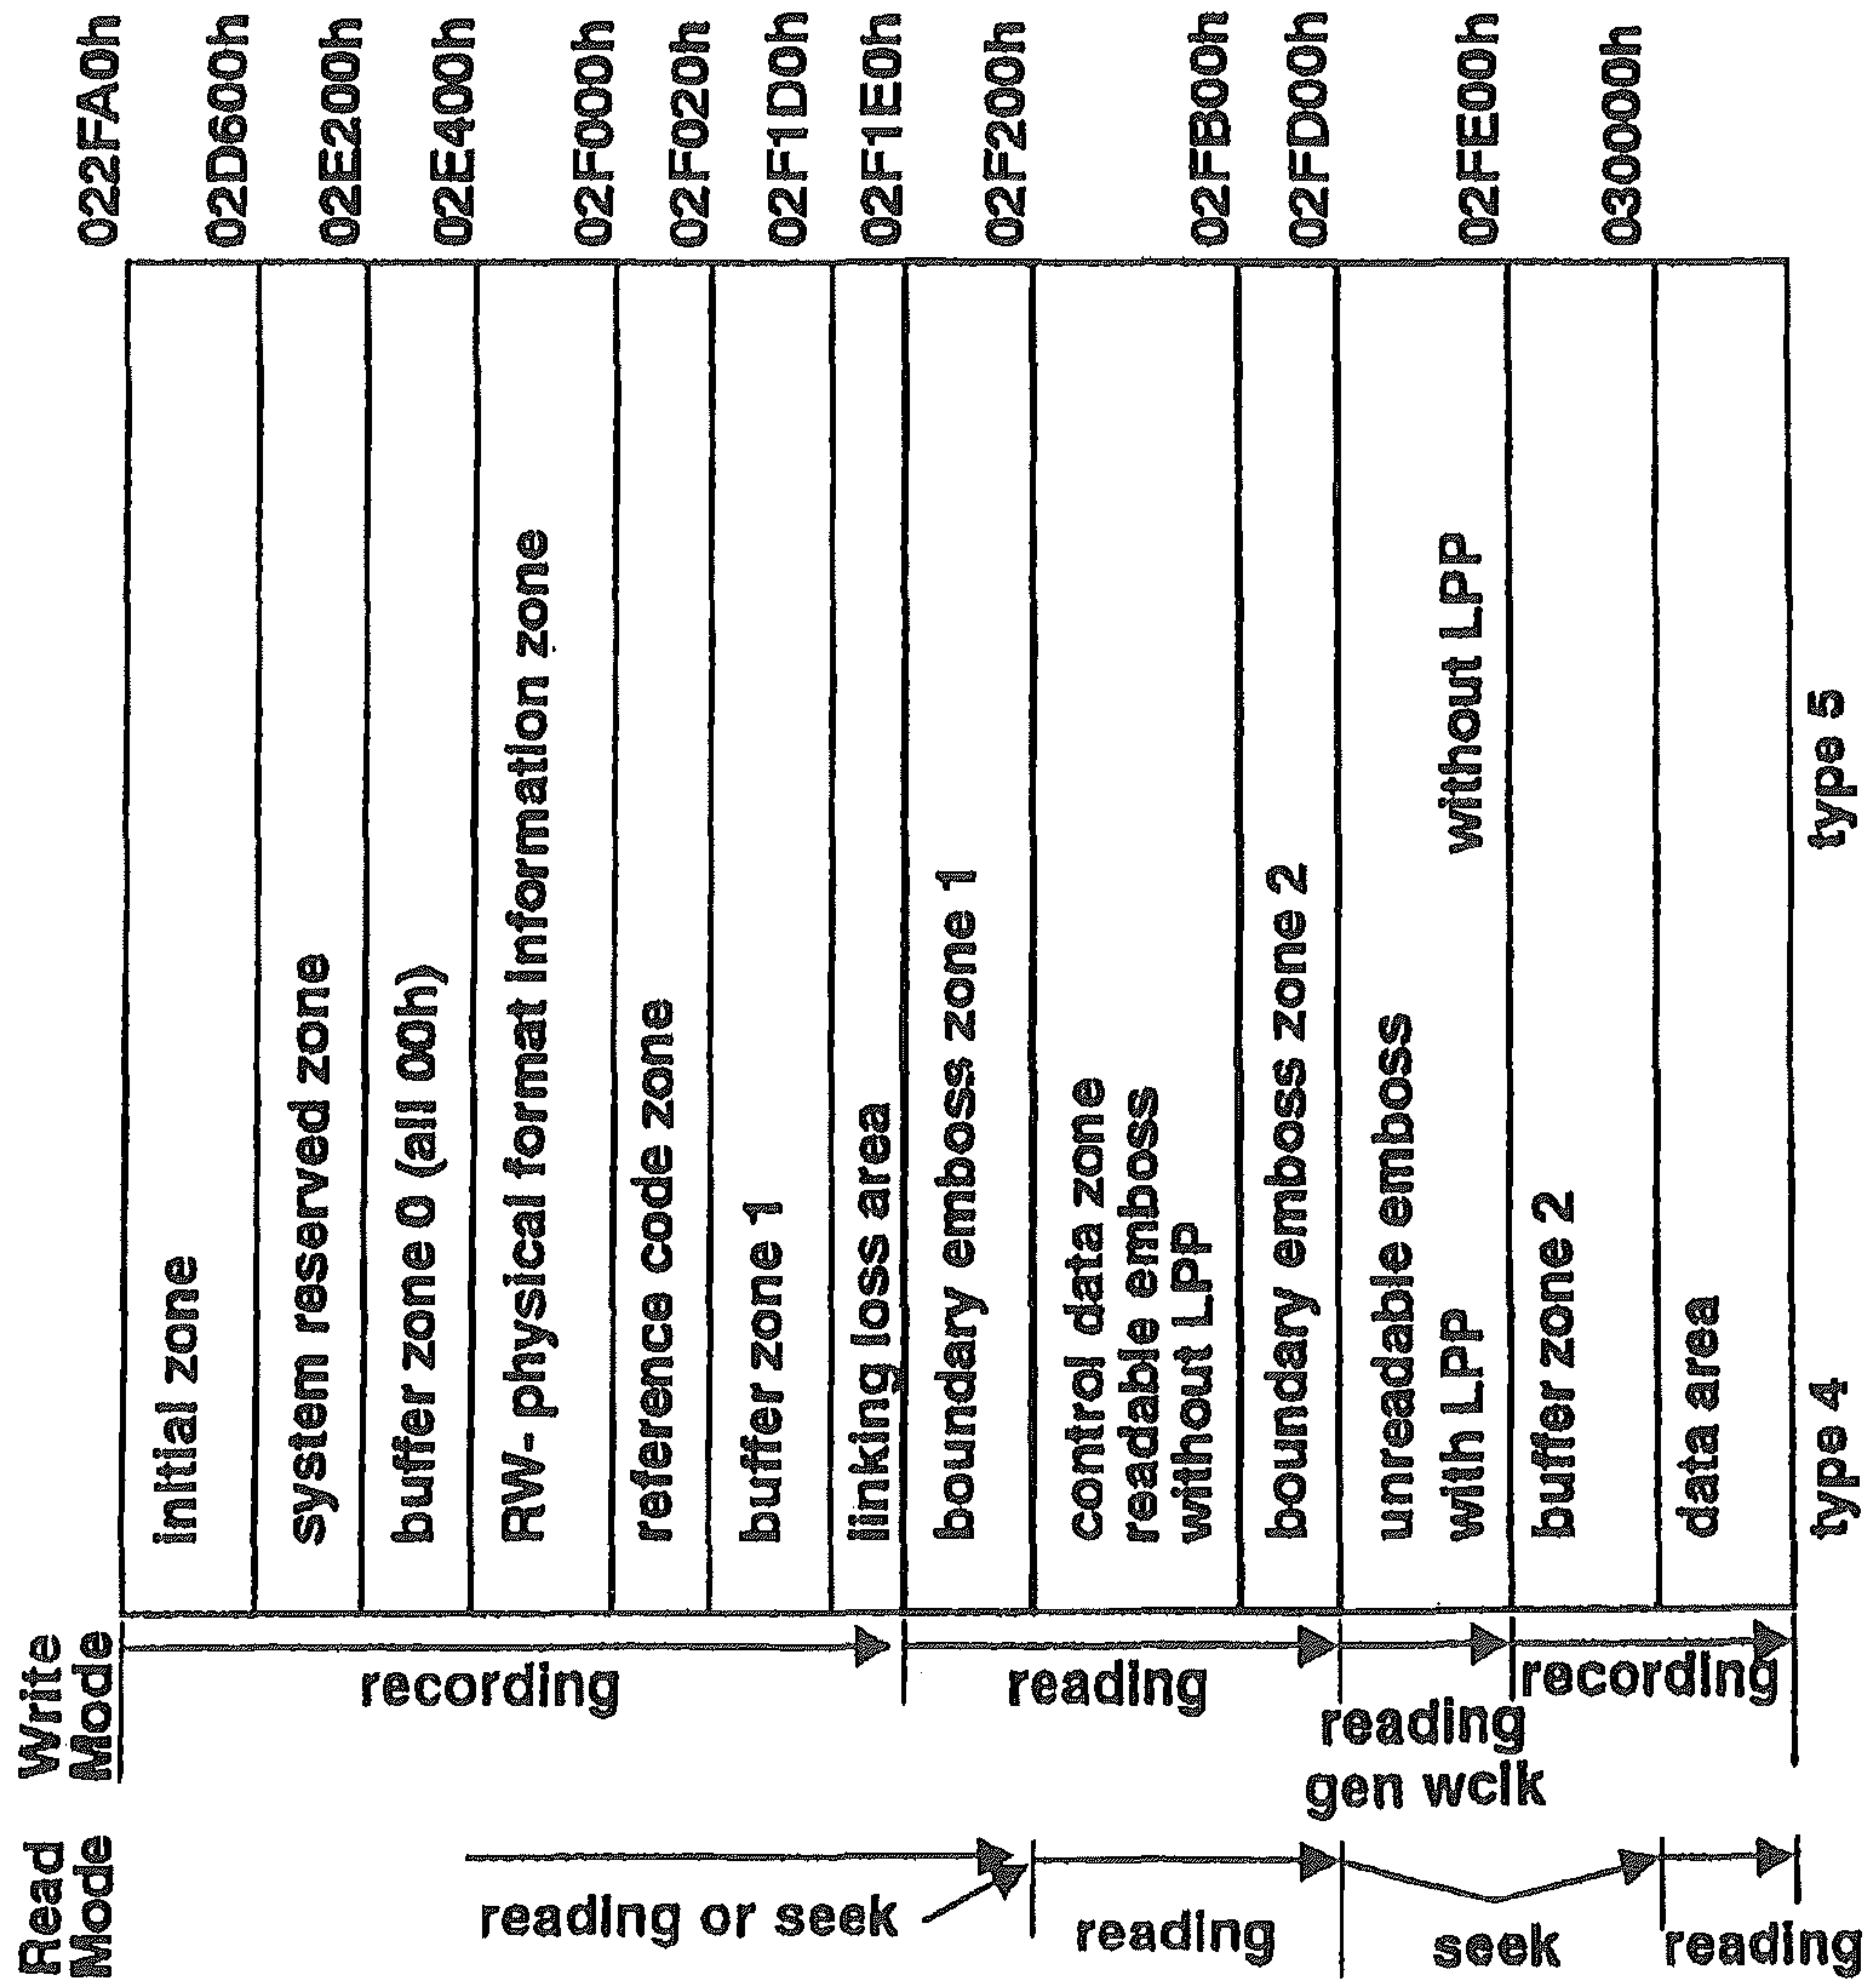 022FA0h
02D600h
02E200h
02E400h
02F000h
02F020h
02F1D0h
02F1E0h
02F200h
02FB00h
02FD00h
02FE00h
030000h
initial zone
system reserved zone
buffer zone 0 (all 00h)
RW- physical format information zone
reference code zone
buffer zone 1
linking loss area
boundary emboss zone 1
control data zone
readable emboss
without LPP
boundary emboss zone 2
unreadable emboss
with LPP without LPP
buffer zone 2
data area
type 4 type 5
Write
Mode
recording
reading
reading
gen wclk
recording
Read
Mode
reading or seek
reading
seek
reading